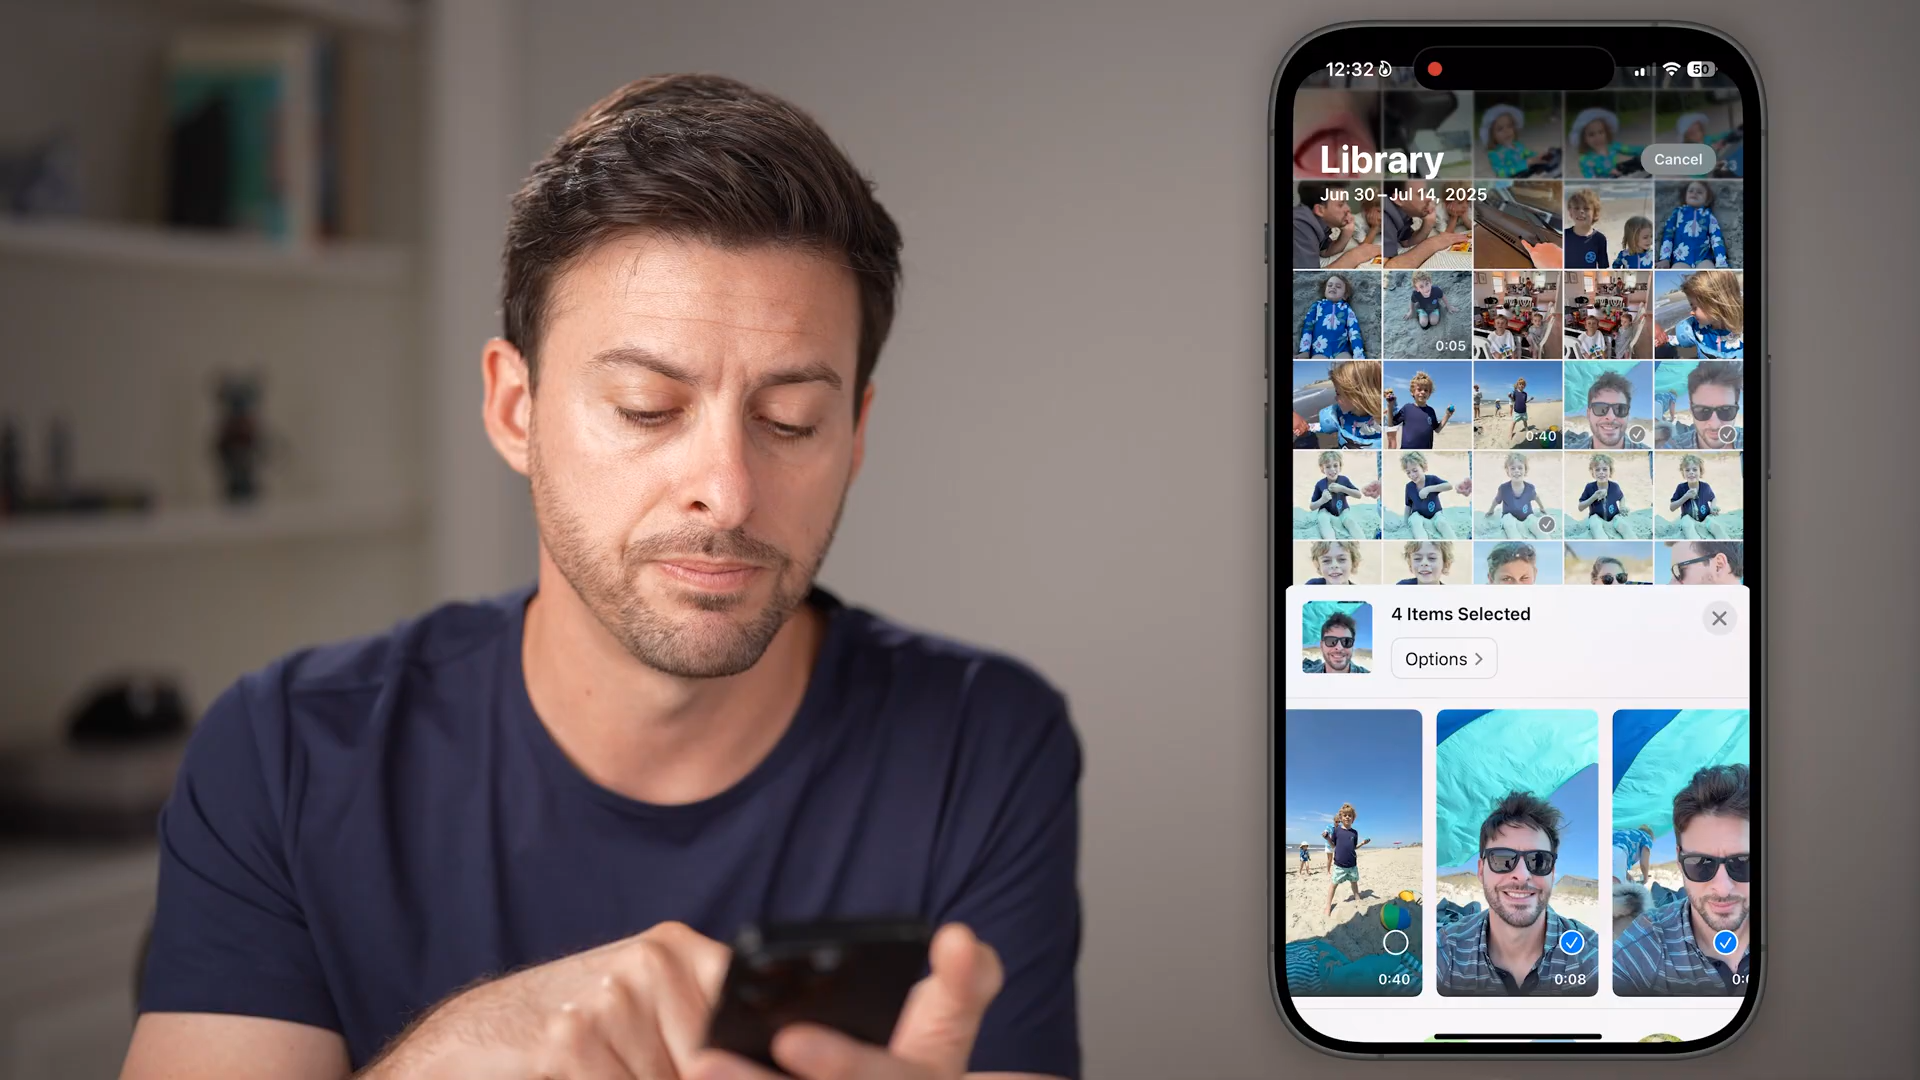 12:32
50
Library
Cancel
23
Jun 30–Jul 14, 2025
0:05
0:40
4 Items Selected
Options
0:40
0:08